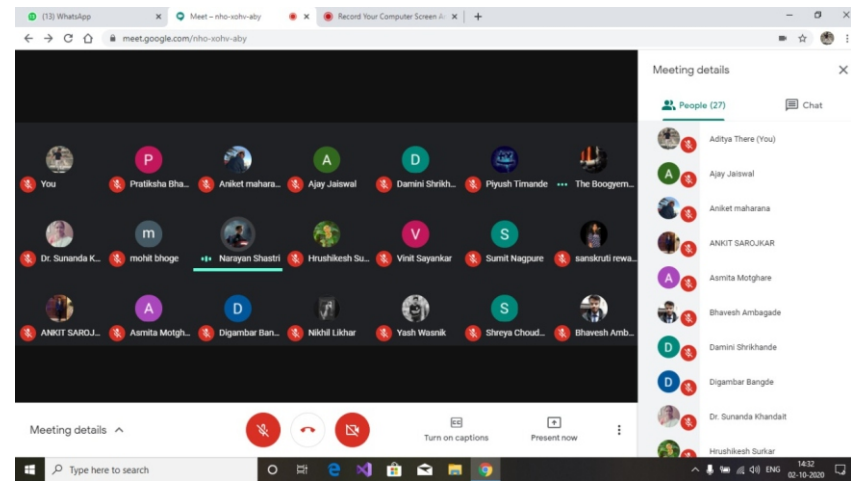 (13) WhatsApp
Meet – nho-xohv-aby
Record Your Computer Screen A
meet.google.com/nho-xohv-aby
Meeting details
People (27)
Chat
Aditya There (You)
A Ajay Jaiswal
Aniket maharana
ANKIT SAROJKAR
A Asmita Motghare
Bhavesh Ambagade
D Damini Shrikhande
D Digambar Bangde
Dr. Sunanda Khandait
Hrushikesh Surkar
P A D
You Pratiksha Bha... Aniket mahara... Ajay Jaiswal Damini Shrikh... Piyush Timande The Boogyem...
m V S
Dr. Sunanda K... mohit bhoge Narayan Shastri Hrushikesh Su... Vinit Sayankar Sumit Nagpure sanskruti rewa...
A D S
ANKIT SAROJ... Asmita Motgh... Digambar Ban... Nikhil Likhar Yash Wasnik Shreya Choud... Bhavesh Amb...
Meeting details
CC
Turn on captions
Present now
Type here to search
ENG
14:32
02-10-2020